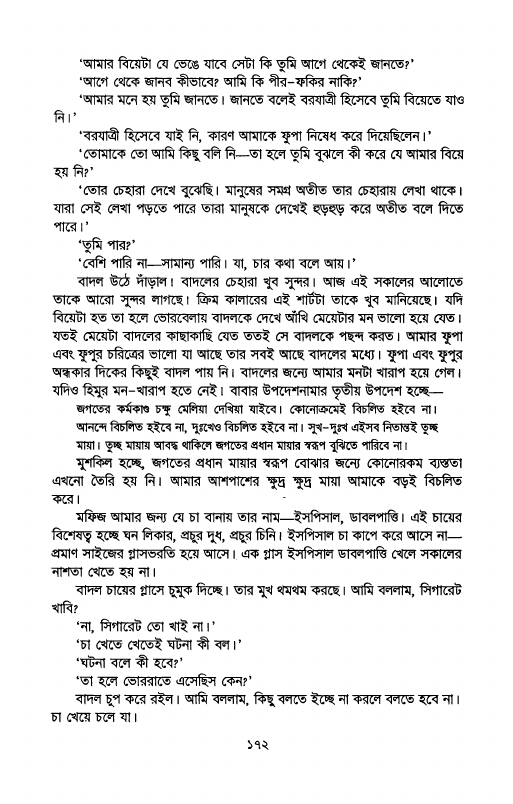 ‘আমার বিয়েটা যে ভেঙে যাবে সেটা কি তুমি আগে থেকেই জানতে?’
‘আগে থেকে জানব কীভাবে? আমি কি পীর–ফকির নাকি?’
‘আমার মনে হয় তুমি জানতে। জানতে বলেই বরযাত্রী হিসেবে তুমি বিয়েতে যাও
নি।’
‘বরযাত্রী হিসেবে যাই নি, কারণ আমাকে ফুপা নিষেধ করে দিয়েছিলেন।’
‘তোমাকে তো আমি কিছু বলি নি—তা হলে তুমি বুঝলে কী করে যে আমার বিয়ে
হয় নি?’
‘তোর চেহারা দেখে বুঝেছি। মানুষের সমগ্র অতীত তার চেহারায় লেখা থাকে।
যারা সেই লেখা পড়তে পারে তারা মানুষকে দেখেই হুড়হুড় করে অতীত বলে দিতে
পারে।’
‘তুমি পার?’
‘বেশি পারি না—সামান্য পারি। যা, চার কথা বলে আয়।’
বাদল উঠে দাঁড়াল। বাদলের চেহারা খুব সুন্দর। আজ এই সকালের আলোতে
তাকে আরো সুন্দর লাগছে। ক্রিম কালারের এই শার্টটা তাকে খুব মানিয়েছে। যদি
বিয়েটা হত তা হলে ভোরবেলায় বাদলকে দেখে আঁখি মেয়েটার মন ভালো হয়ে যেত।
যতই মেয়েটা বাদলের কাছাকাছি যেত ততই সে বাদলকে পছন্দ করত। আমার ফুপা
এবং ফুপুর চরিত্রের ভালো যা আছে তার সবই আছে বাদলের মধ্যে। ফুপা এবং ফুপুর
অন্ধকার দিকের কিছুই বাদল পায় নি। বাদলের জন্যে আমার মনটা খারাপ হয়ে গেল।
যদিও হিমুর মন–খারাপ হতে নেই। বাবার উপদেশনামার তৃতীয় উপদেশ হচ্ছে—
জগতের কর্মকাণ্ড চক্ষু মেলিয়া দেখিয়া যাইবে। কোনোক্রমেই বিচলিত হইবে না।
আনন্দে বিচলিত হইবে না, দুঃখেও বিচলিত হইবে না। সুখ–দুঃখ এইসব নিতান্তই তুচ্ছ
মায়া। তুচ্ছ মায়ায় আবদ্ধ থাকিলে জগতের প্রধান মায়ার স্বরূপ বুঝিতে পারিবে না।
মুশকিল হচ্ছে, জগতের প্রধান মায়ার স্বরূপ বোঝার জন্যে কোনোরকম ব্যস্ততা
এখনো তৈরি হয় নি। আমার আশপাশের ক্ষুদ্র ক্ষুদ্র মায়া আমাকে বড়ই বিচলিত
করে।
মফিজ আমার জন্য যে চা বানায় তার নাম—ইসপিসাল, ডাবলপাত্তি। এই চায়ের
বিশেষত্ব হচ্ছে ঘন লিকার, প্রচুর দুধ, প্রচুর চিনি। ইসপিসাল চা কাপে করে আসে না—
প্রমাণ সাইজের গ্লাসভরতি হয়ে আসে। এক গ্লাস ইসপিসাল ডাবলপাত্তি খেলে সকালের
নাশতা খেতে হয় না।
বাদল চায়ের গ্লাসে চুমুক দিচ্ছে। তার মুখ থমথম করছে। আমি বললাম, সিগারেট
খাবি?
‘না, সিগারেট তো খাই না।’
‘চা খেতে খেতেই ঘটনা কী বল।’
‘ঘটনা বলে কী হবে?’
‘তা হলে ভোররাতে এসেছিস কেন?’
বাদল চুপ করে রইল। আমি বললাম, কিছু বলতে ইচ্ছে না করলে বলতে হবে না।
চা খেয়ে চলে যা।
১৭২